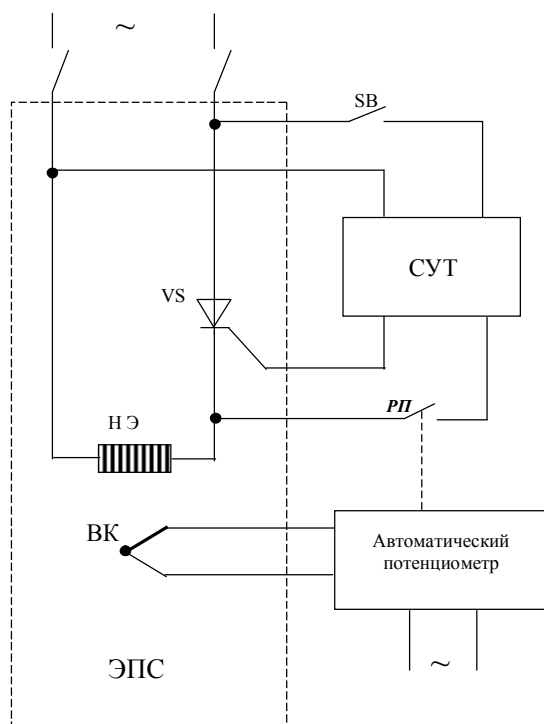 ~
SB
СУТ
VS
РП
Н Э
ВК
Автоматический
потенциометр
ЭПС
~